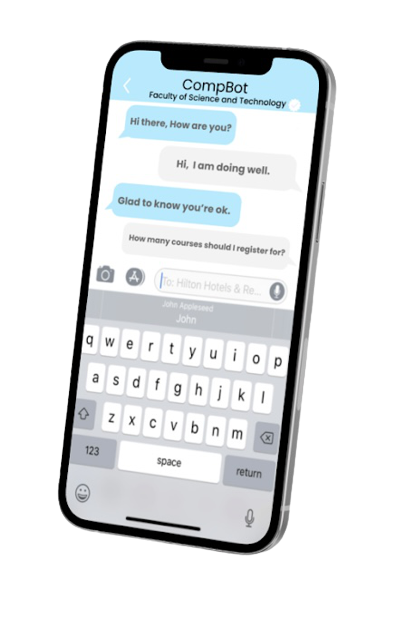 CompBot
Faculty of Science and Technology
Hi there, How are you?
Hi, I am doing well.
Glad to know you're ok.
How many courses should I register for?
To: Hilton Hotels & Re...
John Appleseed
John
q w e r t y u i o p
a s d f g h j k l
z x c v b n m
123 space return